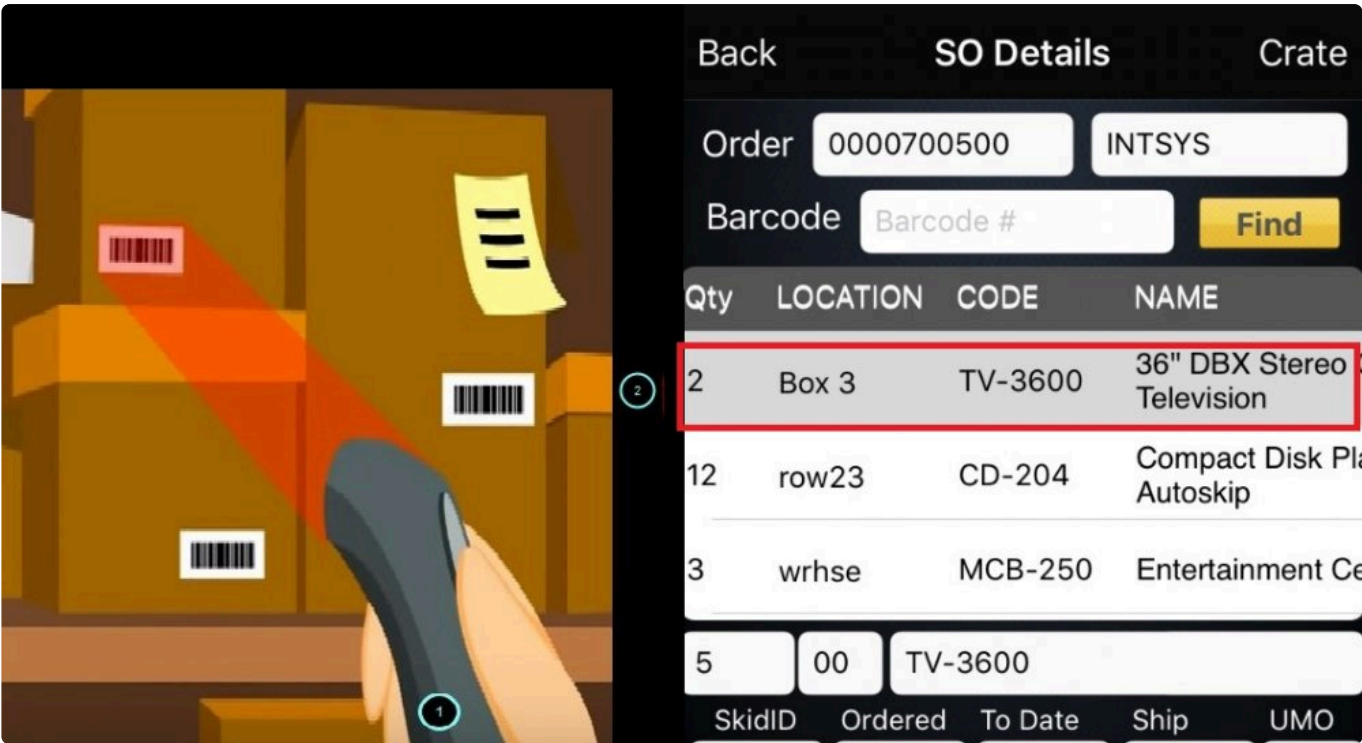 Back SO Details Crate
Order 0000700500 INTSYS
Barcode Barcode # Find
Qty LOCATION CODE NAME
2 Box 3 TV-3600 36" DBX Stereo
Television
12 row23 CD-204 Compact Disk Pla
Autoskip
3 wrhse MCB-250 Entertainment Ce
5 00 TV-3600
SkidID Ordered To Date Ship UMO
2
1